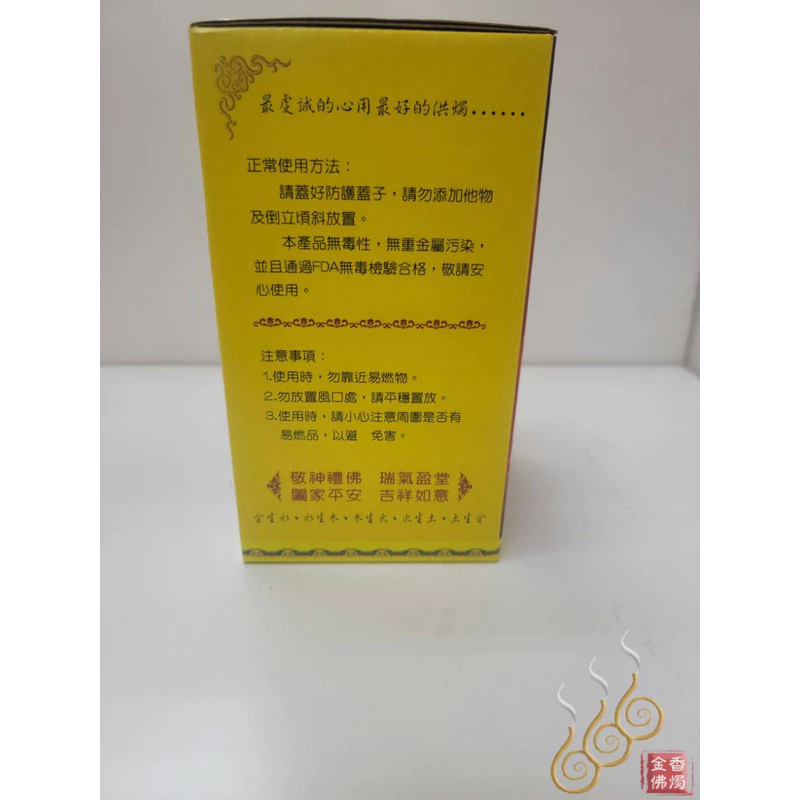 最虔誠的心用最好的供燭......
正常使用方法：
請蓋好防護蓋子，請勿添加他物
及倒立頃斜放置。
本產品無毒性，無重金屬污染，
並且通過FDA無毒檢驗合格，敬請安
心使用。
注意事項：
1.使用時，勿靠近易燃物。
2.勿放置風口處，請平穩置放。
3.使用時，請小心注意周圍是否有
易燃品，以避 免害。
敬神禮佛 瑞氣盈堂
闔家平安 吉祥如意
金生水、水生木、木生火、火生土、土生金
香燭
金佛